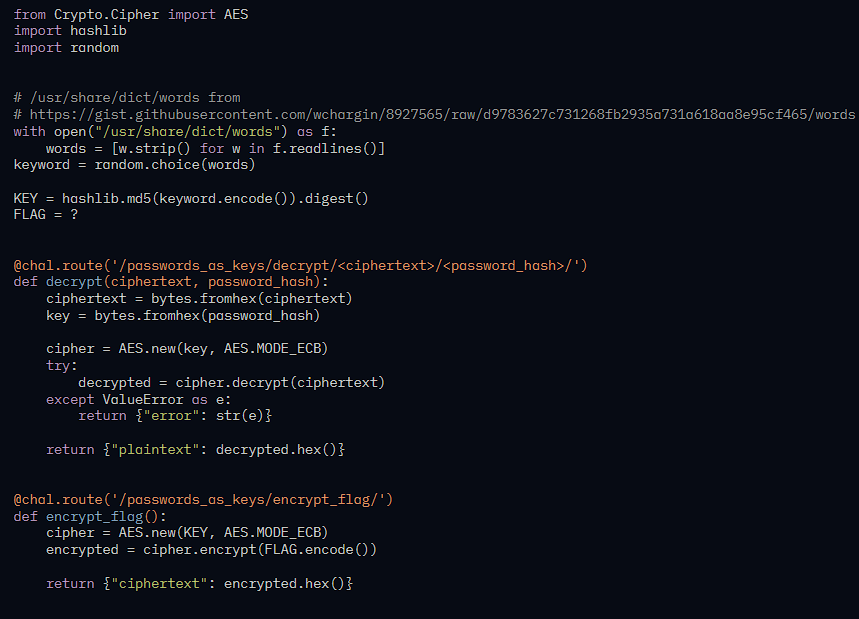 from Crypto.Cipher import AES
import hashlib
import random
# /usr/share/dict/words from
# https://gist.githubusercontent.com/wchargin/8927565/raw/d9783627c731268fb2935a731a618aa8e95cf465/words
with open("/usr/share/dict/words") as f:
    words = [w.strip() for w in f.readlines()]
keyword = random.choice(words)
KEY = hashlib.md5(keyword.encode()).digest()
FLAG = ?
@chal.route('/passwords_as_keys/decrypt/<ciphertext>/<password_hash>/')
def decrypt(ciphertext, password_hash):
    ciphertext = bytes.fromhex(ciphertext)
    key = bytes.fromhex(password_hash)
    cipher = AES.new(key, AES.MODE_ECB)
    try:
        decrypted = cipher.decrypt(ciphertext)
    except ValueError as e:
        return {"error": str(e)}
    return {"plaintext": decrypted.hex()}
@chal.route('/passwords_as_keys/encrypt_flag/')
def encrypt_flag():
    cipher = AES.new(KEY, AES.MODE_ECB)
    encrypted = cipher.encrypt(FLAG.encode())
    return {"ciphertext": encrypted.hex()}